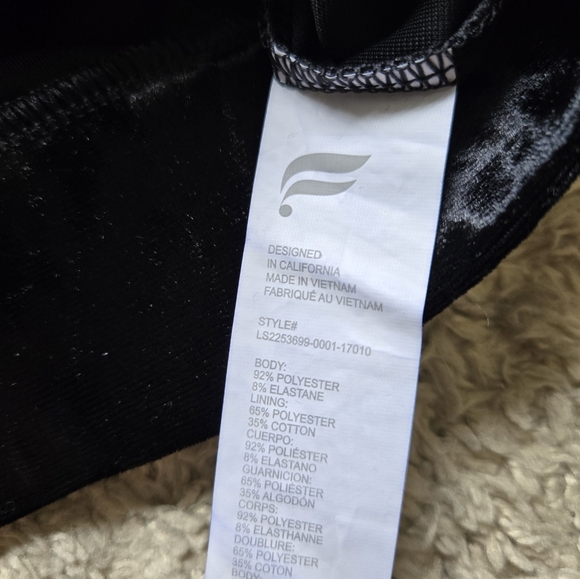 DESIGNED
IN CALIFORNIA
MADE IN VIETNAM
FABRIQUÉ AU VIETNAM
STYLE#
LS2253699-0001-17010
BODY:
92% POLYESTER
8% ELASTANE
LINING:
65% POLYESTER
35% COTTON
CUERPO:
92% POLIÉSTER
8% ELASTANO
GUARNICION:
65% POLIÉSTER
35% ALGODÓN
CORPS:
92% POLYESTER
8% ELASTHANNE
DOUBLURE:
65% POLYESTER
35% COTON
BODY: